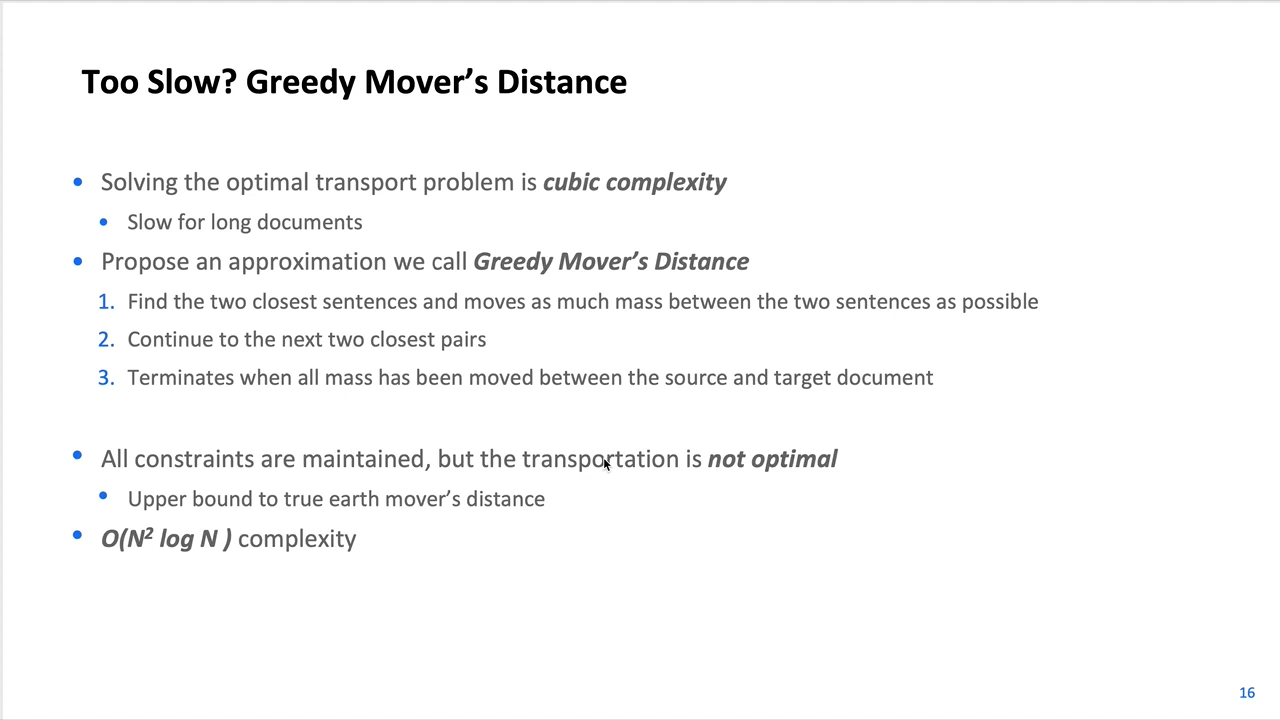 Too Slow? Greedy Mover's Distance
• Solving the optimal transport problem is cubic complexity
• Slow for long documents
• Propose an approximation we call Greedy Mover's Distance
1. Find the two closest sentences and moves as much mass between the two sentences as possible
2. Continue to the next two closest pairs
3. Terminates when all mass has been moved between the source and target document
• All constraints are maintained, but the transportation is not optimal
• Upper bound to true earth mover's distance
• O(N² log N ) complexity
16